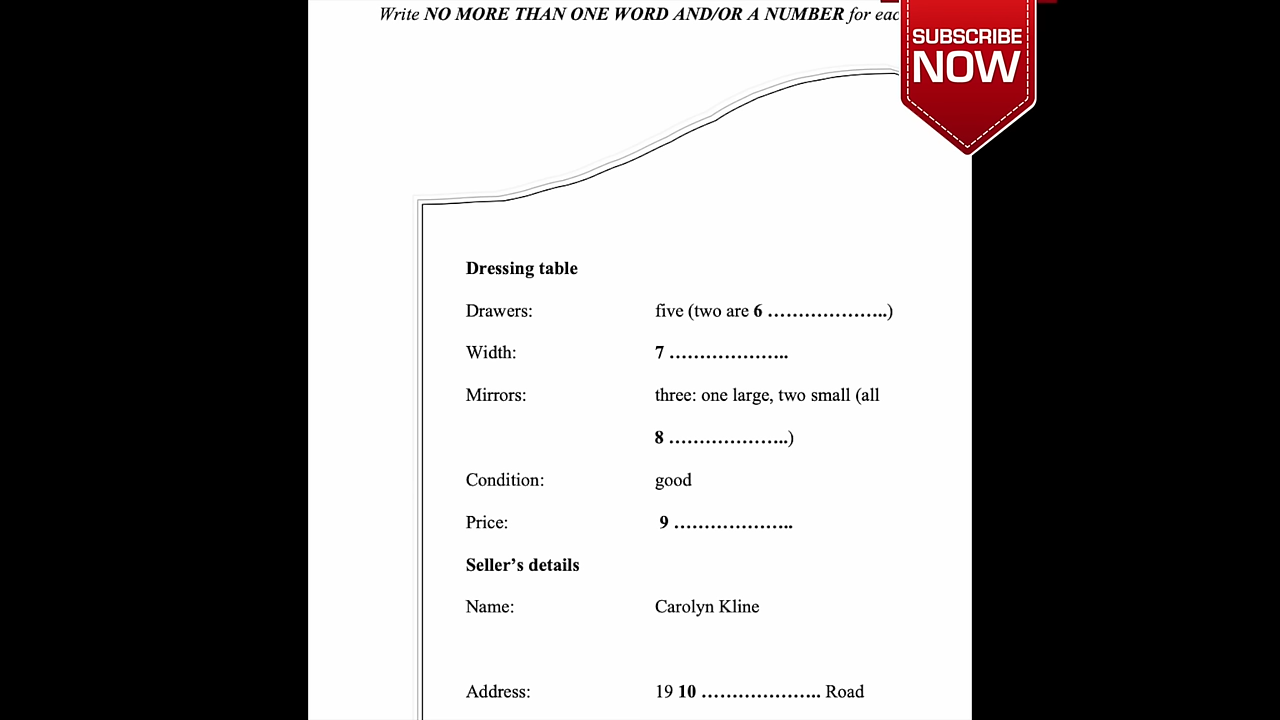 Write NO MORE THAN ONE WORD AND/OR A NUMBER for
SUBSCRIBE
NOW
Dressing table
Drawers: five (two are 6 ………………..)
Width: 7 ………………..
Mirrors: three: one large, two small (all
8 ………………..)
Condition: good
Price: 9 ………………..
Seller’s details
Name: Carolyn Kline
Address: 19 10 ……………….. Road